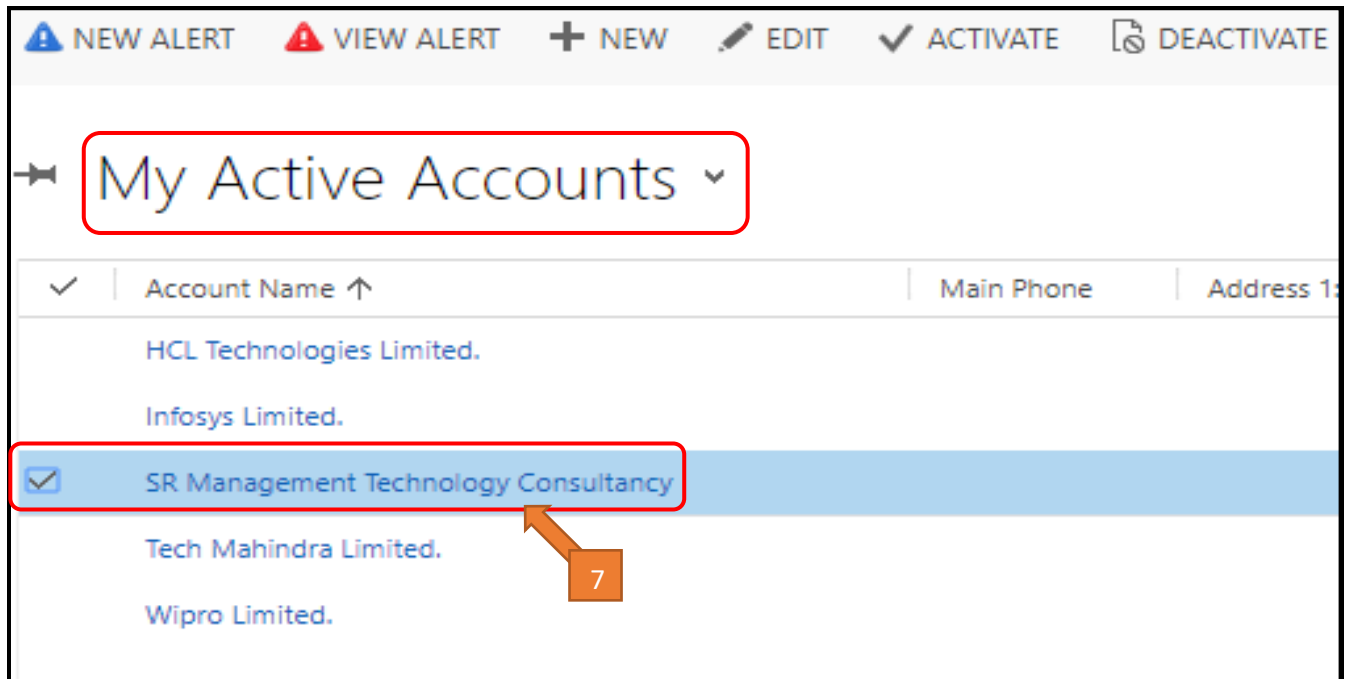 NEW ALERT VIEW ALERT NEW EDIT ACTIVATE DEACTIVATE
My Active Accounts
Account Name Main Phone Address 1:
HCL Technologies Limited.
Infosys Limited.
SR Management Technology Consultancy
Tech Mahindra Limited.
7
Wipro Limited.